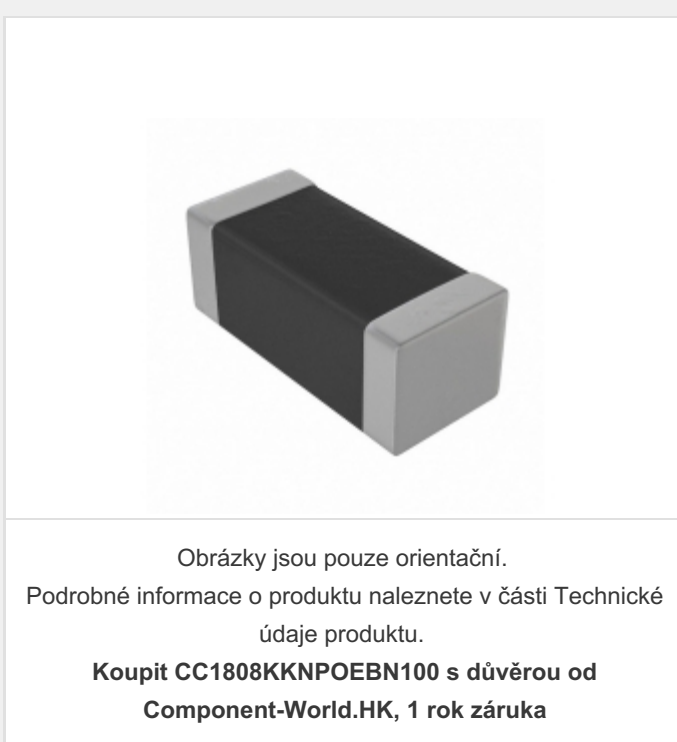 Obrázky jsou pouze orientační.
Podrobné informace o produktu naleznete v části Technické
údaje produktu.
Koupit CC1808KKNPOEBN100 s důvěrou od
Component-World.HK, 1 rok záruka